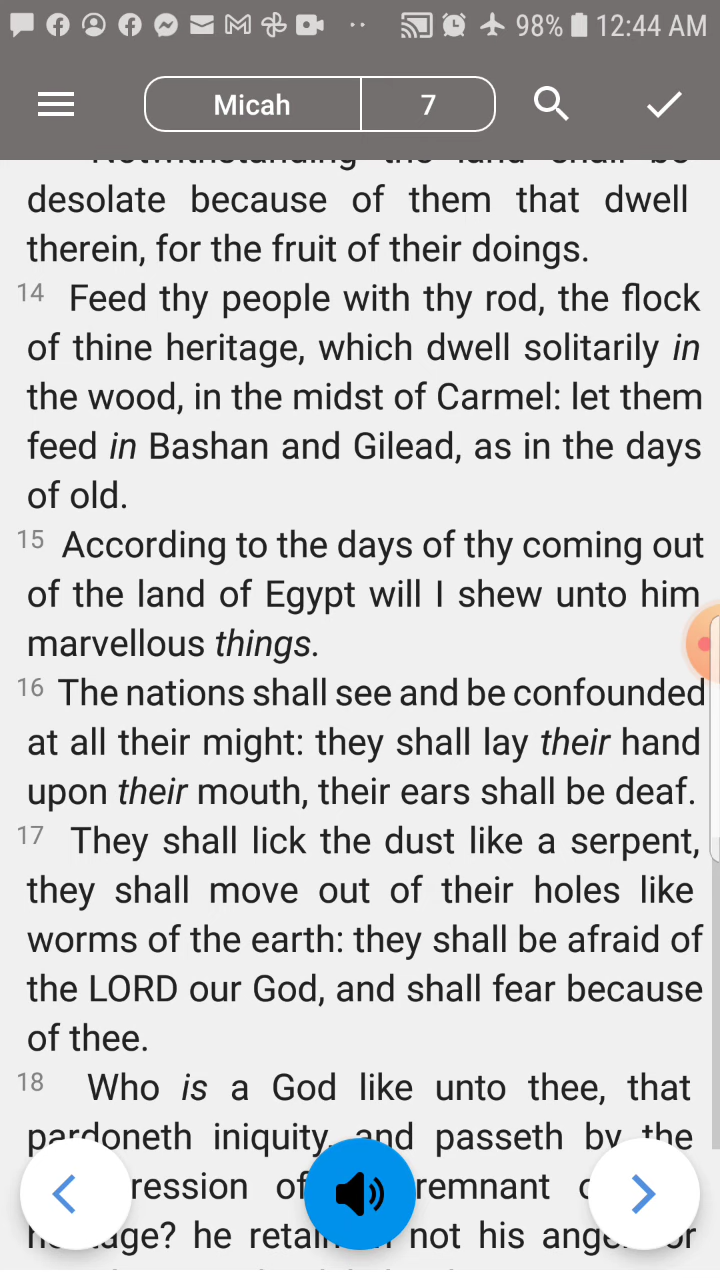 98% 12:44 AM
Micah 7
Notwithstanding the land shall be
desolate because of them that dwell
therein, for the fruit of their doings.
14 Feed thy people with thy rod, the flock
of thine heritage, which dwell solitarily in
the wood, in the midst of Carmel: let them
feed in Bashan and Gilead, as in the days
of old.
15 According to the days of thy coming out
of the land of Egypt will I shew unto him
marvellous things.
16 The nations shall see and be confounded
at all their might: they shall lay their hand
upon their mouth, their ears shall be deaf.
17 They shall lick the dust like a serpent,
they shall move out of their holes like
worms of the earth: they shall be afraid of
the LORD our God, and shall fear because
of thee.
18 Who is a God like unto thee, that
pardoneth iniquity, and passeth by the
ression of remnant
he not his